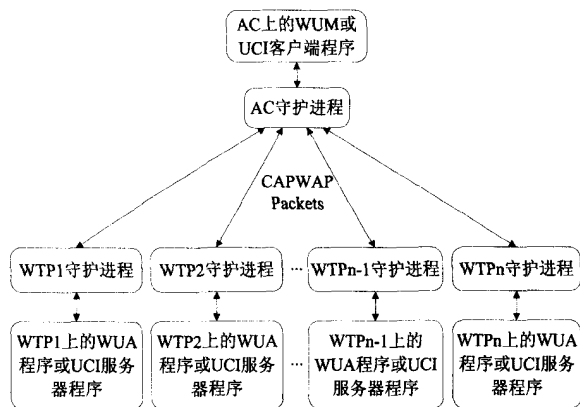 AC上的WUM或
UCI客户端程序
AC守护进程
CAPWAP
Packets
WTP1守护进程
WTP2守护进程
...
WTPn-1守护进程
WTPn守护进程
WTP1上的WUA
程序或UCI服务
器程序
WTP2上的WUA
程序或UCI服务
器程序
...
WTPn-1上的
WUA程序或UCI
服务器程序
WTPn上的WUA
程序或UCI服务
器程序